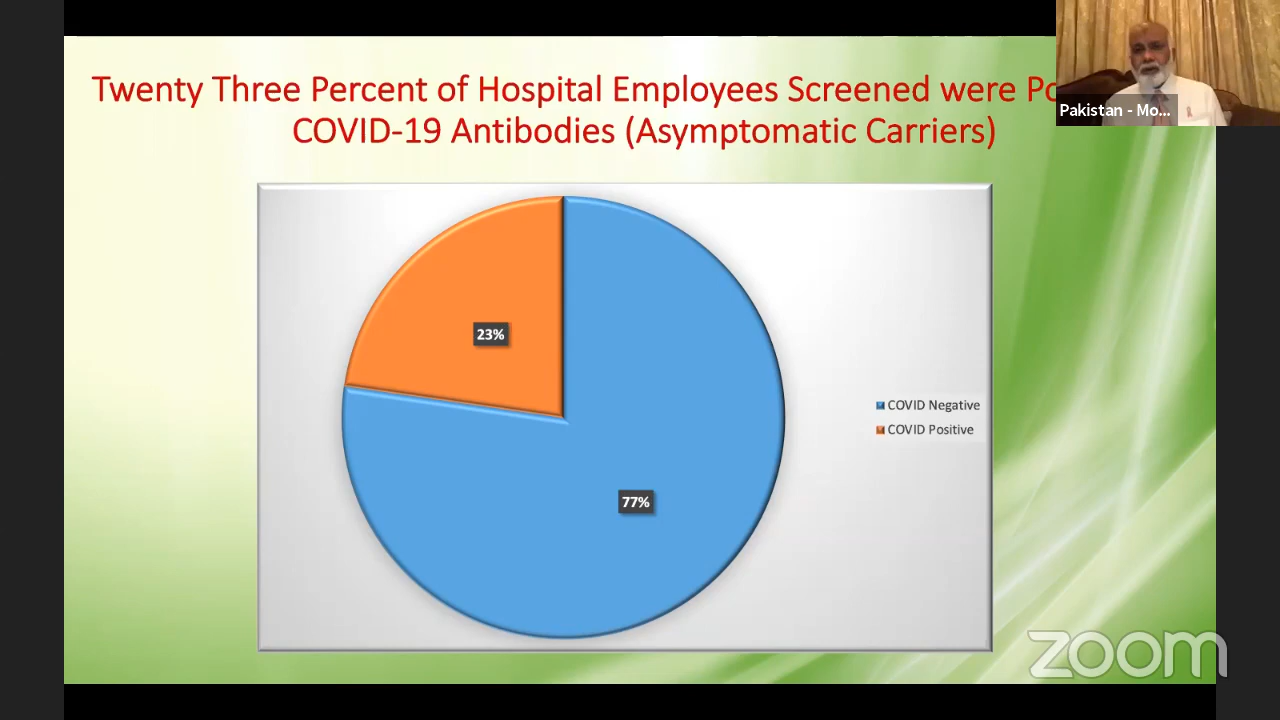 Twenty Three Percent of Hospital Employees Screened were
COVID-19 Antibodies (Asymptomatic Carriers)
Pakistan - Mo...
23%
COVID Negative
COVID Positive
77%
zoom